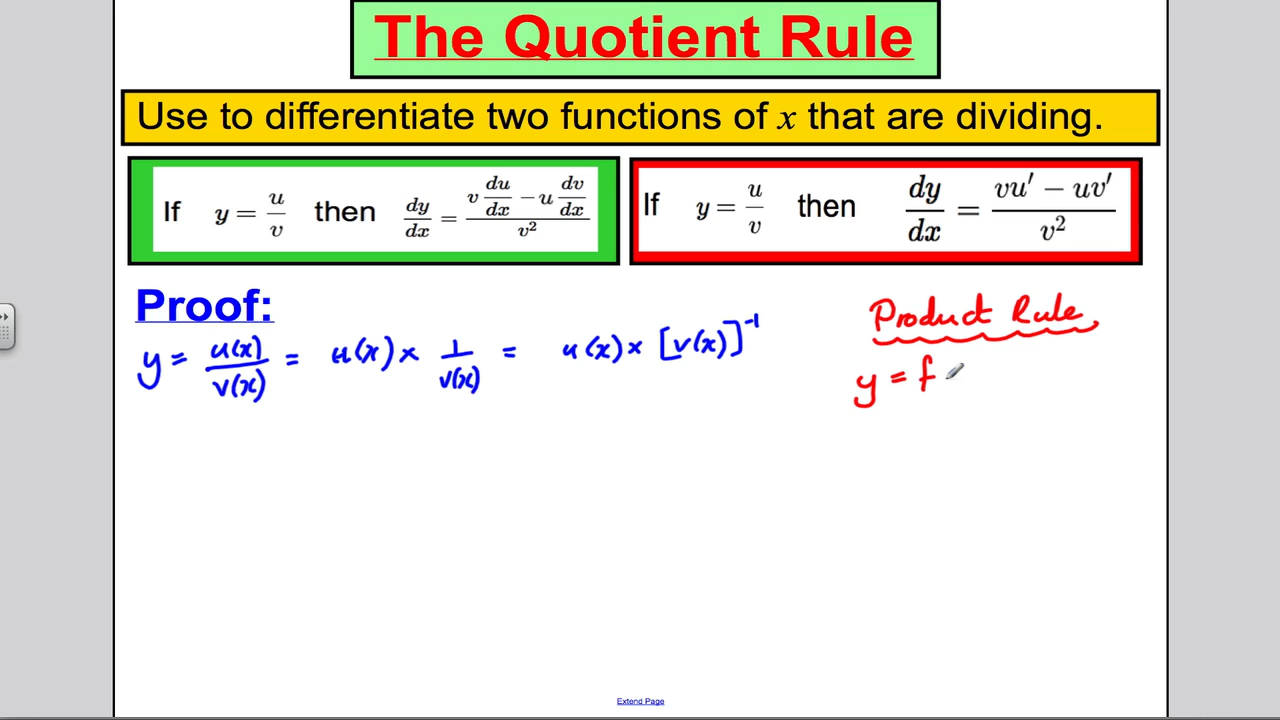 The Quotient Rule
Use to differentiate two functions of x that are dividing.
If y = u/v then dy/dx = (v du/dx − u dv/dx)/v²
If y = u/v then dy/dx = (vu′ − uv′)/v²
Proof:
y = u(x)/v(x) = u(x) × 1/v(x) = u(x) × [v(x)]⁻¹
Product Rule
y = f
Extend Page